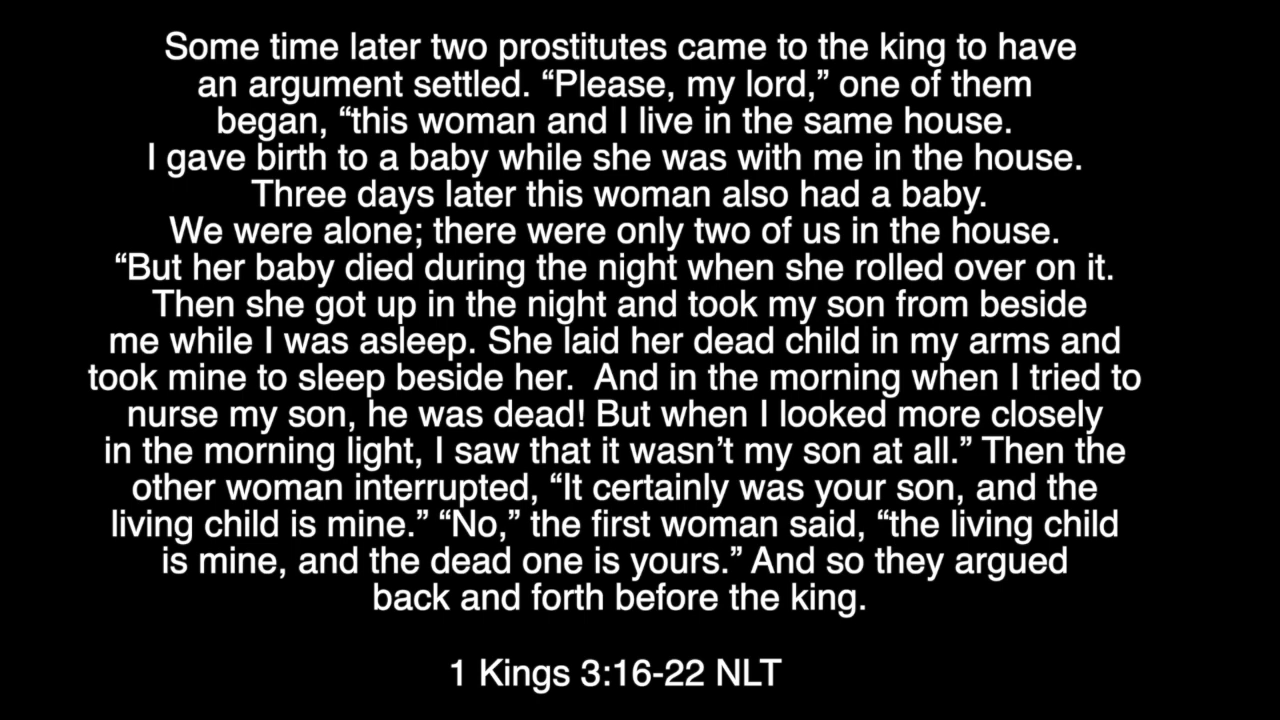 Some time later two prostitutes came to the king to have
an argument settled. “Please, my lord,” one of them
began, “this woman and I live in the same house.
I gave birth to a baby while she was with me in the house.
Three days later this woman also had a baby.
We were alone; there were only two of us in the house.
“But her baby died during the night when she rolled over on it.
Then she got up in the night and took my son from beside
me while I was asleep. She laid her dead child in my arms and
took mine to sleep beside her.  And in the morning when I tried to
nurse my son, he was dead! But when I looked more closely
in the morning light, I saw that it wasn’t my son at all.” Then the
other woman interrupted, “It certainly was your son, and the
living child is mine.” “No,” the first woman said, “the living child
is mine, and the dead one is yours.” And so they argued
back and forth before the king.
1 Kings 3:16-22 NLT